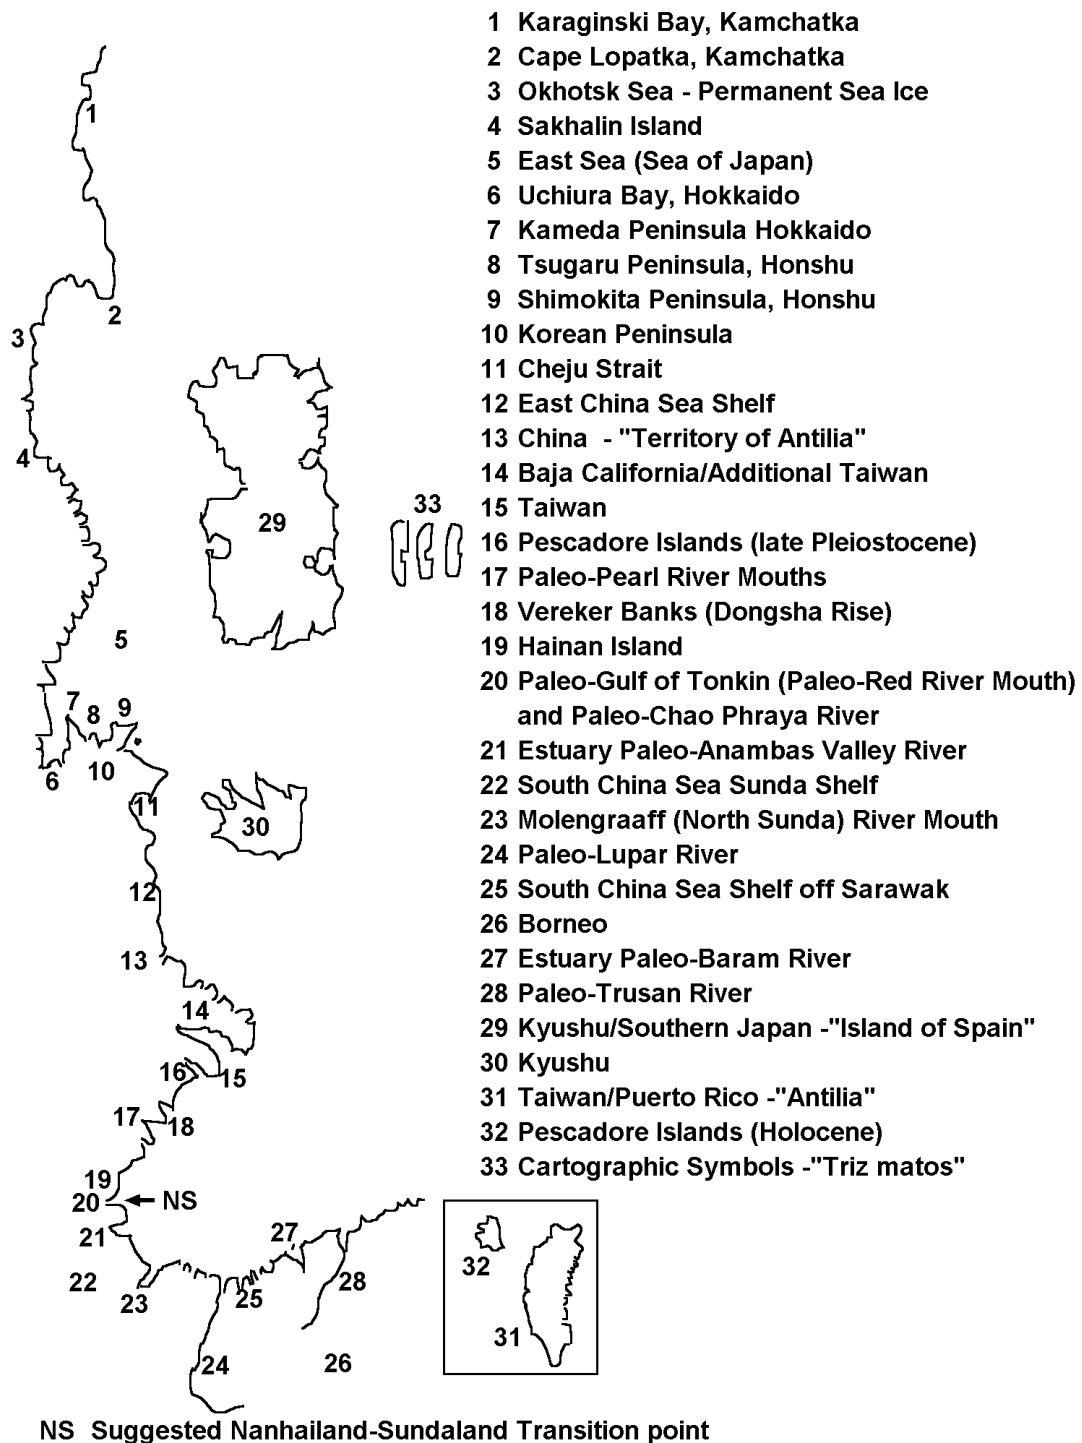 1 Karaginski Bay, Kamchatka
2 Cape Lopatka, Kamchatka
3 Okhotsk Sea - Permanent Sea Ice
4 Sakhalin Island
5 East Sea (Sea of Japan)
6 Uchiura Bay, Hokkaido
7 Kameda Peninsula Hokkaido
8 Tsugaru Peninsula, Honshu
9 Shimokita Peninsula, Honshu
10 Korean Peninsula
11 Cheju Strait
12 East China Sea Shelf
13 China - "Territory of Antilia"
14 Baja California/Additional Taiwan
15 Taiwan
16 Pescadore Islands (late Pleiostocene)
17 Paleo-Pearl River Mouths
18 Vereker Banks (Dongsha Rise)
19 Hainan Island
20 Paleo-Gulf of Tonkin (Paleo-Red River Mouth)
and Paleo-Chao Phraya River
21 Estuary Paleo-Anambas Valley River
22 South China Sea Sunda Shelf
23 Molengraaff (North Sunda) River Mouth
24 Paleo-Lupar River
25 South China Sea Shelf off Sarawak
26 Borneo
27 Estuary Paleo-Baram River
28 Paleo-Trusan River
29 Kyushu/Southern Japan -"Island of Spain"
30 Kyushu
31 Taiwan/Puerto Rico -"Antilia"
32 Pescadore Islands (Holocene)
33 Cartographic Symbols -"Triz matos"
1
2
3
4
29
33
5
7
8
9
10
6
11
30
12
13
14
16
15
17
18
19
20
NS
21
27
22
23
25
28
24
26
32
31
NS Suggested Nanhailand-Sundaland Transition point